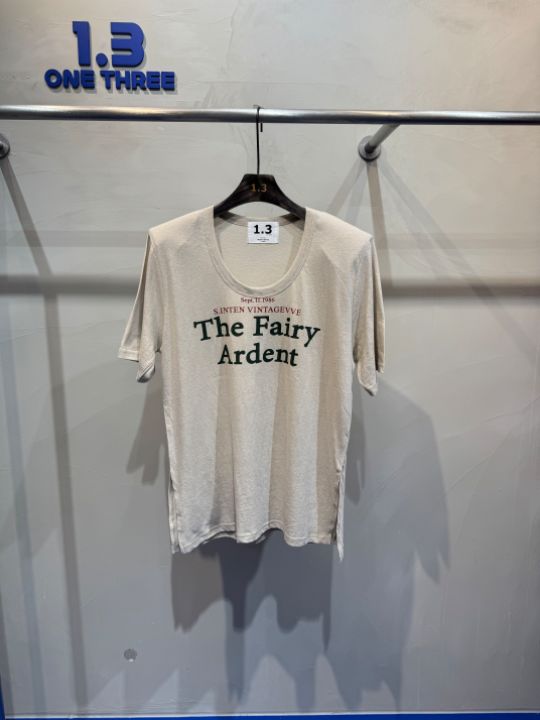 1.3
ONE THREE
1.3
1.3
Sept. 11. 1986
S.INTEN VINTAGEVVE
The Fairy
Ardent